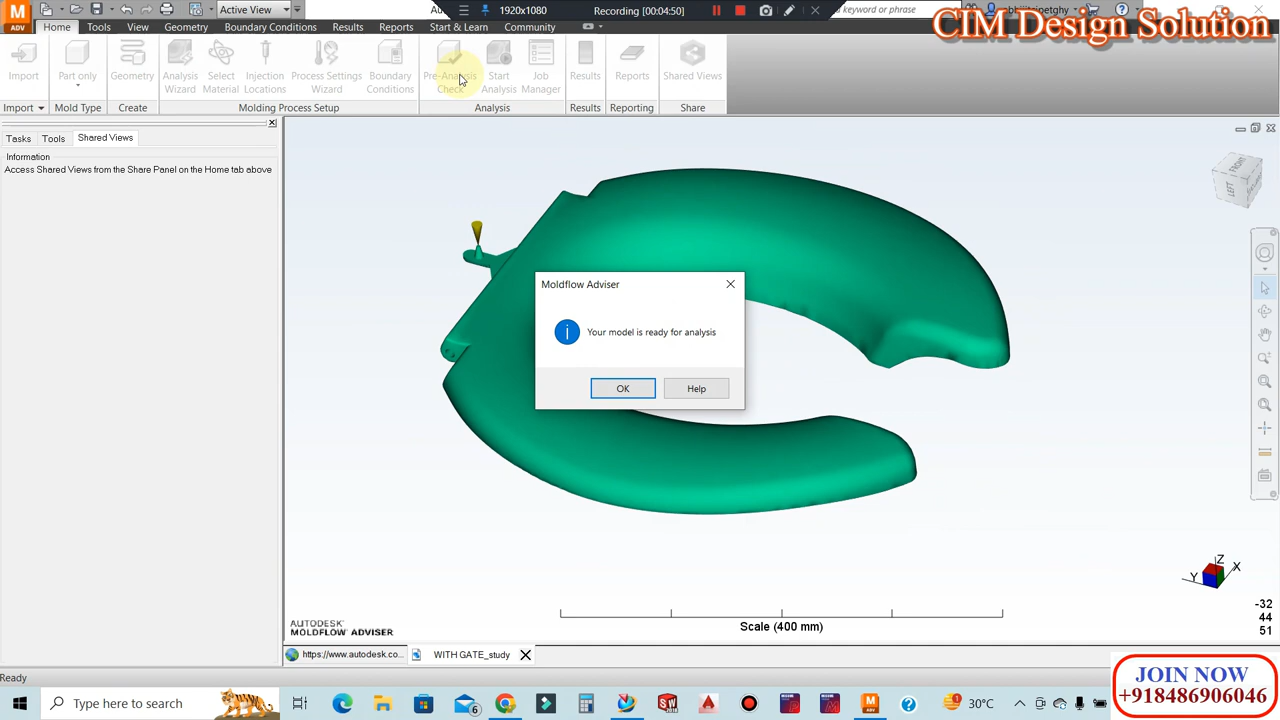 Active View
1920x1080
Recording [00:04:50]
keyword or phrase
CIM Design Solution
Home
Tools
View
Geometry
Boundary Conditions
Results
Reports
Start & Learn
Community
Import
Part only
Geometry
Analysis Wizard
Select Material
Injection Locations
Process Settings Wizard
Boundary Conditions
Pre-Analysis Check
Start Analysis
Job Manager
Results
Reports
Shared Views
Import
Mold Type
Create
Molding Process Setup
Analysis
Results
Reporting
Share
Tasks
Tools
Shared Views
Information
Access Shared Views from the Share Panel on the Home tab above
FRONT
LEFT
Moldflow Adviser
Your model is ready for analysis
OK
Help
Z
X
Y
-32
44
51
Scale (400 mm)
AUTODESK
MOLDFLOW ADVISER
https://www.autodesk.co...
WITH GATE_study
Ready
JOIN NOW
+918486906046
Type here to search
6
30°C